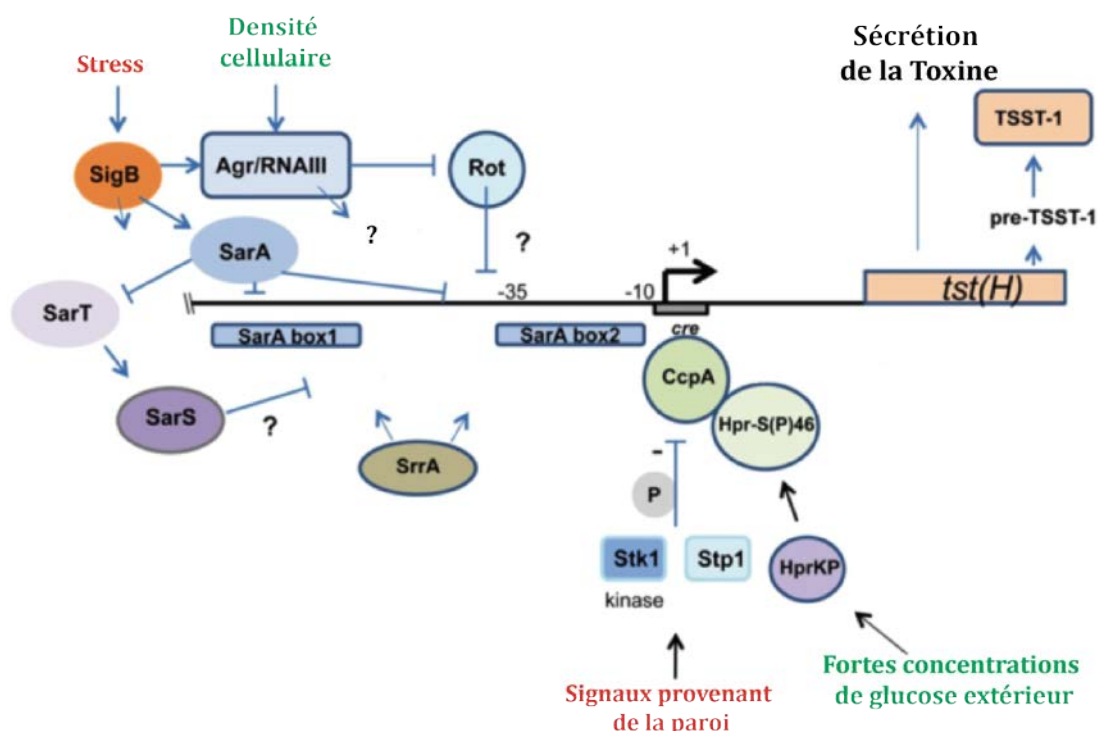 Densité
cellulaire
Stress
Sécrétion
de la Toxine
TSST-1
SigB
Agr/RNAIII
Rot
pre-TSST-1
?
?
SarA
+1
SarT
-35
-10
tst(H)
SarA box1
SarA box2
cre
CcpA
SarS
?
Hpr-S(P)46
SrrA
-
P
Stk1
Stp1
HprKP
kinase
Fortes concentrations
de glucose extérieur
Signaux provenant
de la paroi